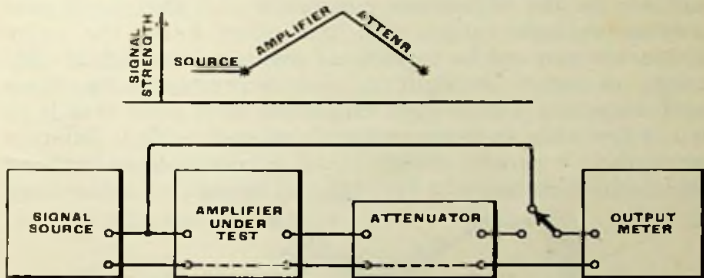 SIGNAL
STRENGTH
SOURCE
AMPLIFIER
ATTENR.
SIGNAL
SOURCE
AMPLIFIER
UNDER
TEST
ATTENUATOR
OUTPUT
METER